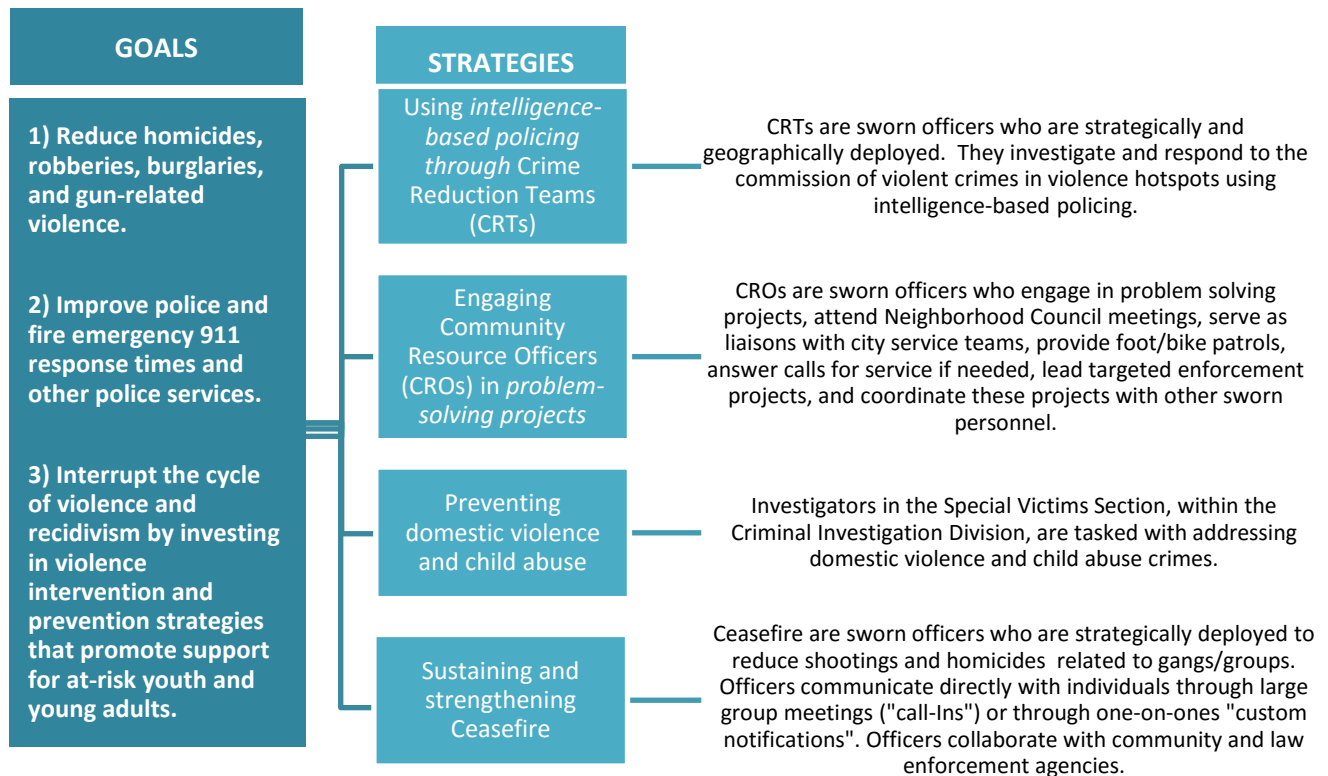 GOALS
1) Reduce homicides,
robberies, burglaries,
and gun-related
violence.
2) Improve police and
fire emergency 911
response times and
other police services.
3) Interrupt the cycle
of violence and
recidivism by investing
in violence
intervention and
prevention strategies
that promote support
for at-risk youth and
young adults.
STRATEGIES
Using intelligence-
based policing
through Crime
Reduction Teams
(CRTs)
CRTs are sworn officers who are strategically and
geographically deployed. They investigate and respond to the
commission of violent crimes in violence hotspots using
intelligence-based policing.
Engaging
Community
Resource Officers
(CROs) in problem-
solving projects
CROs are sworn officers who engage in problem solving
projects, attend Neighborhood Council meetings, serve as
liaisons with city service teams, provide foot/bike patrols,
answer calls for service if needed, lead targeted enforcement
projects, and coordinate these projects with other sworn
personnel.
Preventing
domestic violence
and child abuse
Investigators in the Special Victims Section, within the
Criminal Investigation Division, are tasked with addressing
domestic violence and child abuse crimes.
Sustaining and
strengthening
Ceasefire
Ceasefire are sworn officers who are strategically deployed to
reduce shootings and homicides related to gangs/groups.
Officers communicate directly with individuals through large
group meetings ("call-Ins") or through one-on-ones "custom
notifications". Officers collaborate with community and law
enforcement agencies.